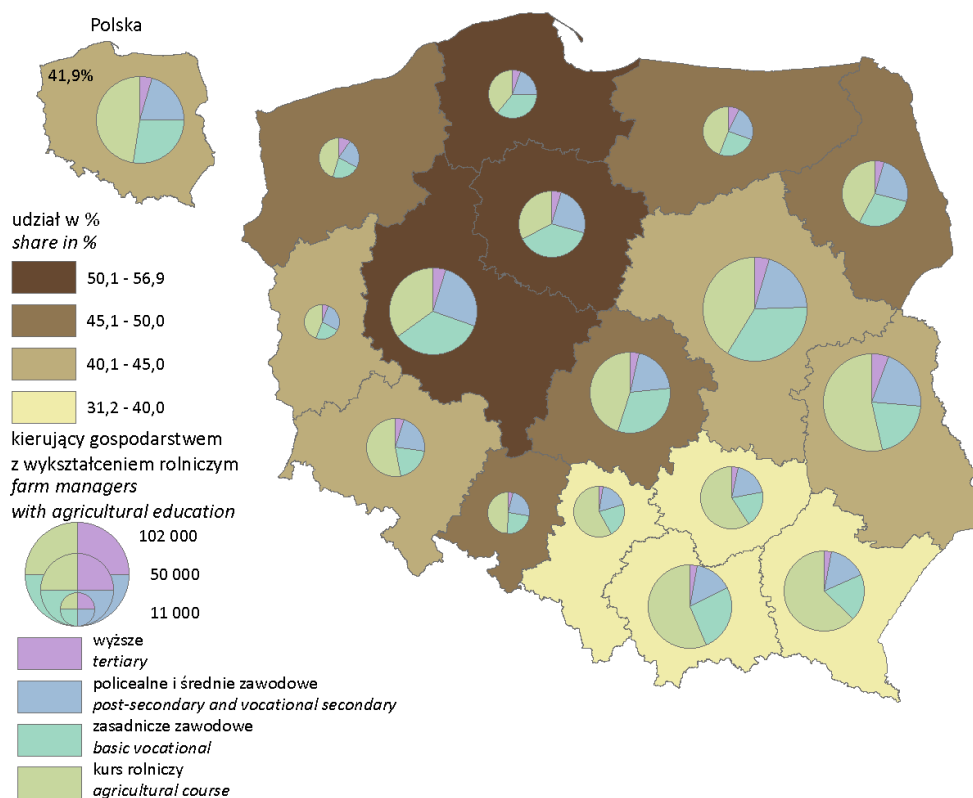 Polska
41,9%
udział w %
share in %
50,1 - 56,9
45,1 - 50,0
40,1 - 45,0
31,2 - 40,0
kierujący gospodarstwem
z wykształceniem rolniczym
farm managers
with agricultural education
102 000
50 000
11 000
wyższe
tertiary
policealne i średnie zawodowe
post-secondary and vocational secondary
zasadnicze zawodowe
basic vocational
kurs rolniczy
agricultural course